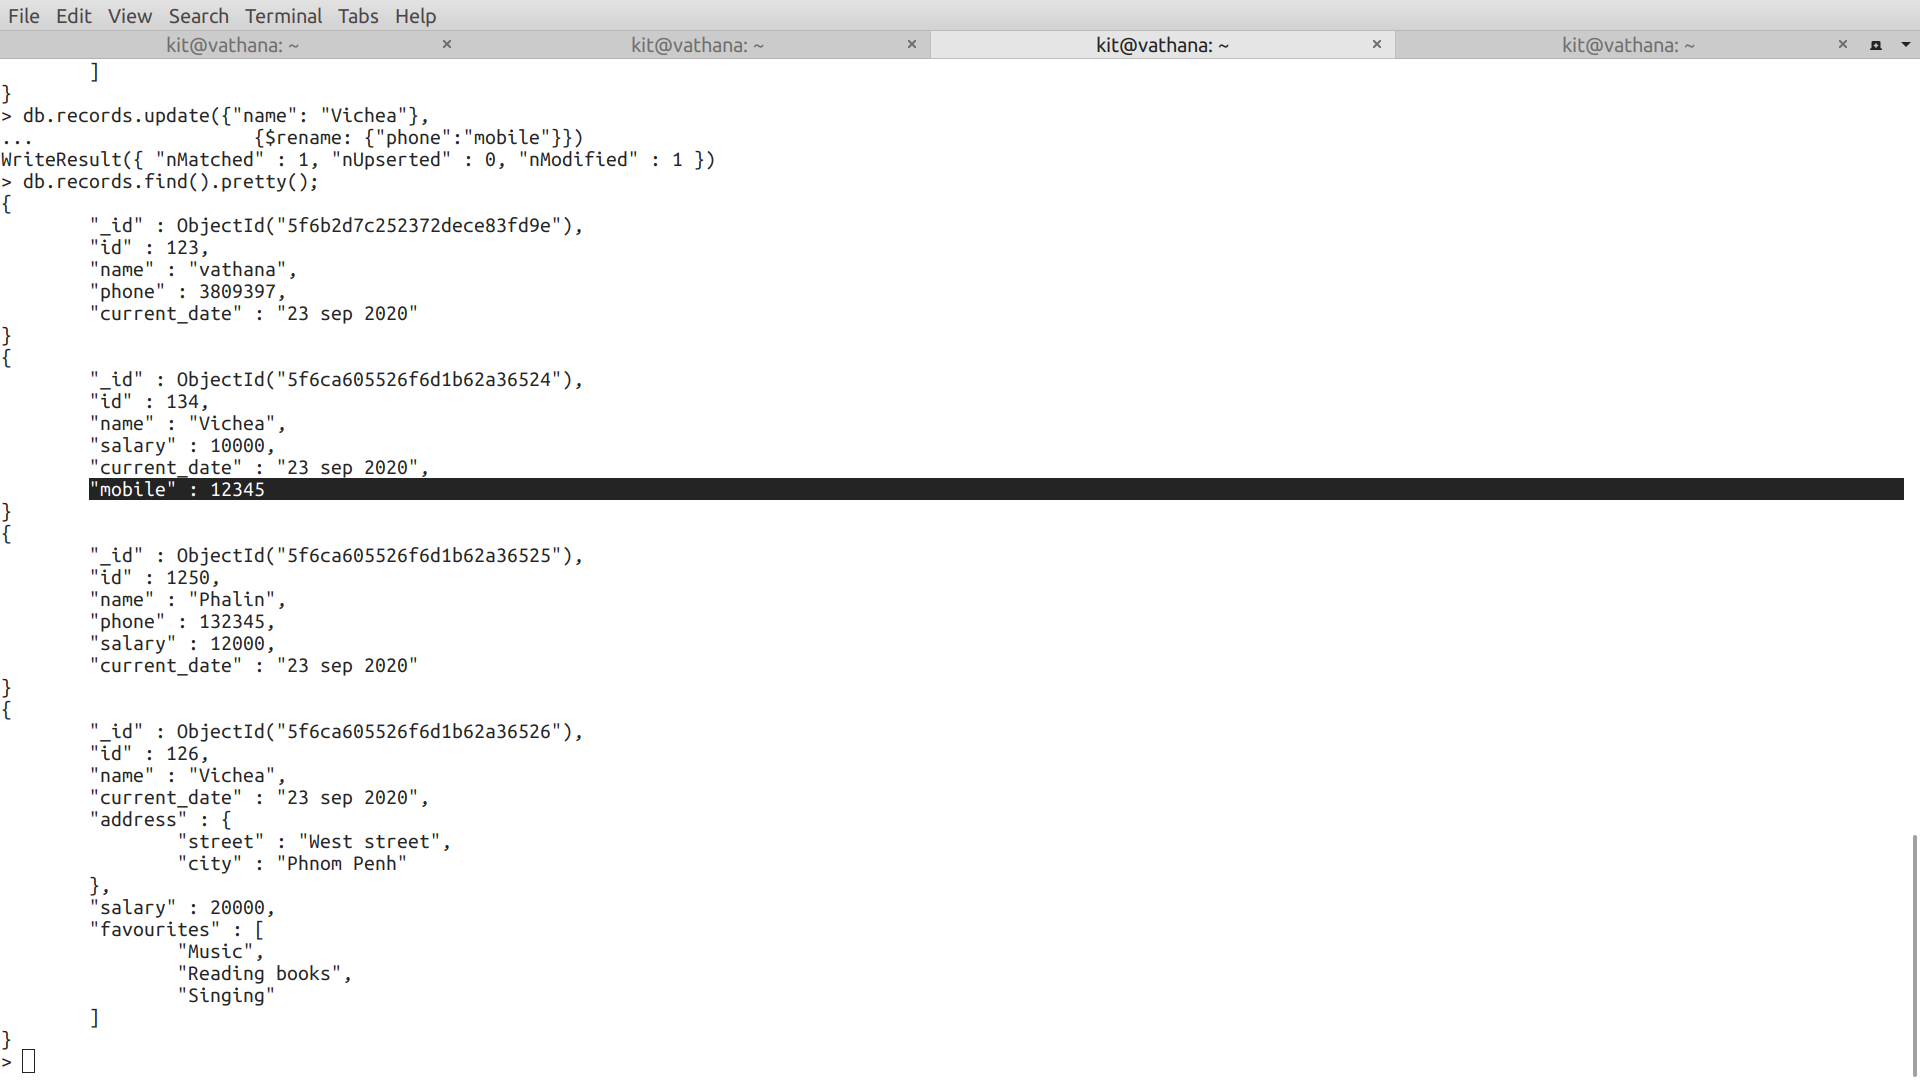 File Edit View Search Terminal Tabs Help
kit@vathana: ~ × kit@vathana: ~ × kit@vathana: ~ × kit@vathana: ~ ×
        ]
}
> db.records.update({"name": "Vichea"},
...                    {$rename: {"phone":"mobile"}})
WriteResult({ "nMatched" : 1, "nUpserted" : 0, "nModified" : 1 })
> db.records.find().pretty();
{
        "_id" : ObjectId("5f6b2d7c252372dece83fd9e"),
        "id" : 123,
        "name" : "vathana",
        "phone" : 3809397,
        "current_date" : "23 sep 2020"
}
{
        "_id" : ObjectId("5f6ca605526f6d1b62a36524"),
        "id" : 134,
        "name" : "Vichea",
        "salary" : 10000,
        "current_date" : "23 sep 2020",
        "mobile" : 12345
}
{
        "_id" : ObjectId("5f6ca605526f6d1b62a36525"),
        "id" : 1250,
        "name" : "Phalin",
        "phone" : 132345,
        "salary" : 12000,
        "current_date" : "23 sep 2020"
}
{
        "_id" : ObjectId("5f6ca605526f6d1b62a36526"),
        "id" : 126,
        "name" : "Vichea",
        "current_date" : "23 sep 2020",
        "address" : {
                "street" : "West street",
                "city" : "Phnom Penh"
        },
        "salary" : 20000,
        "favourites" : [
                "Music",
                "Reading books",
                "Singing"
        ]
}
>